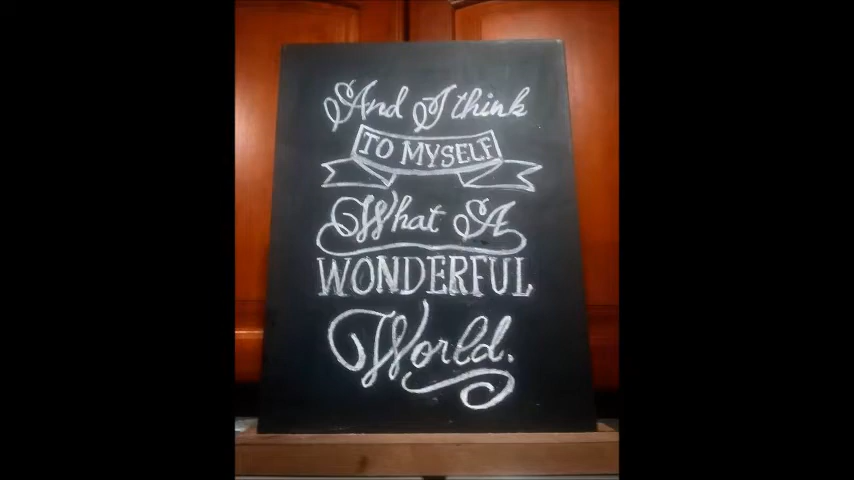 And I think
TO MYSELF
What A
WONDERFUL
World.